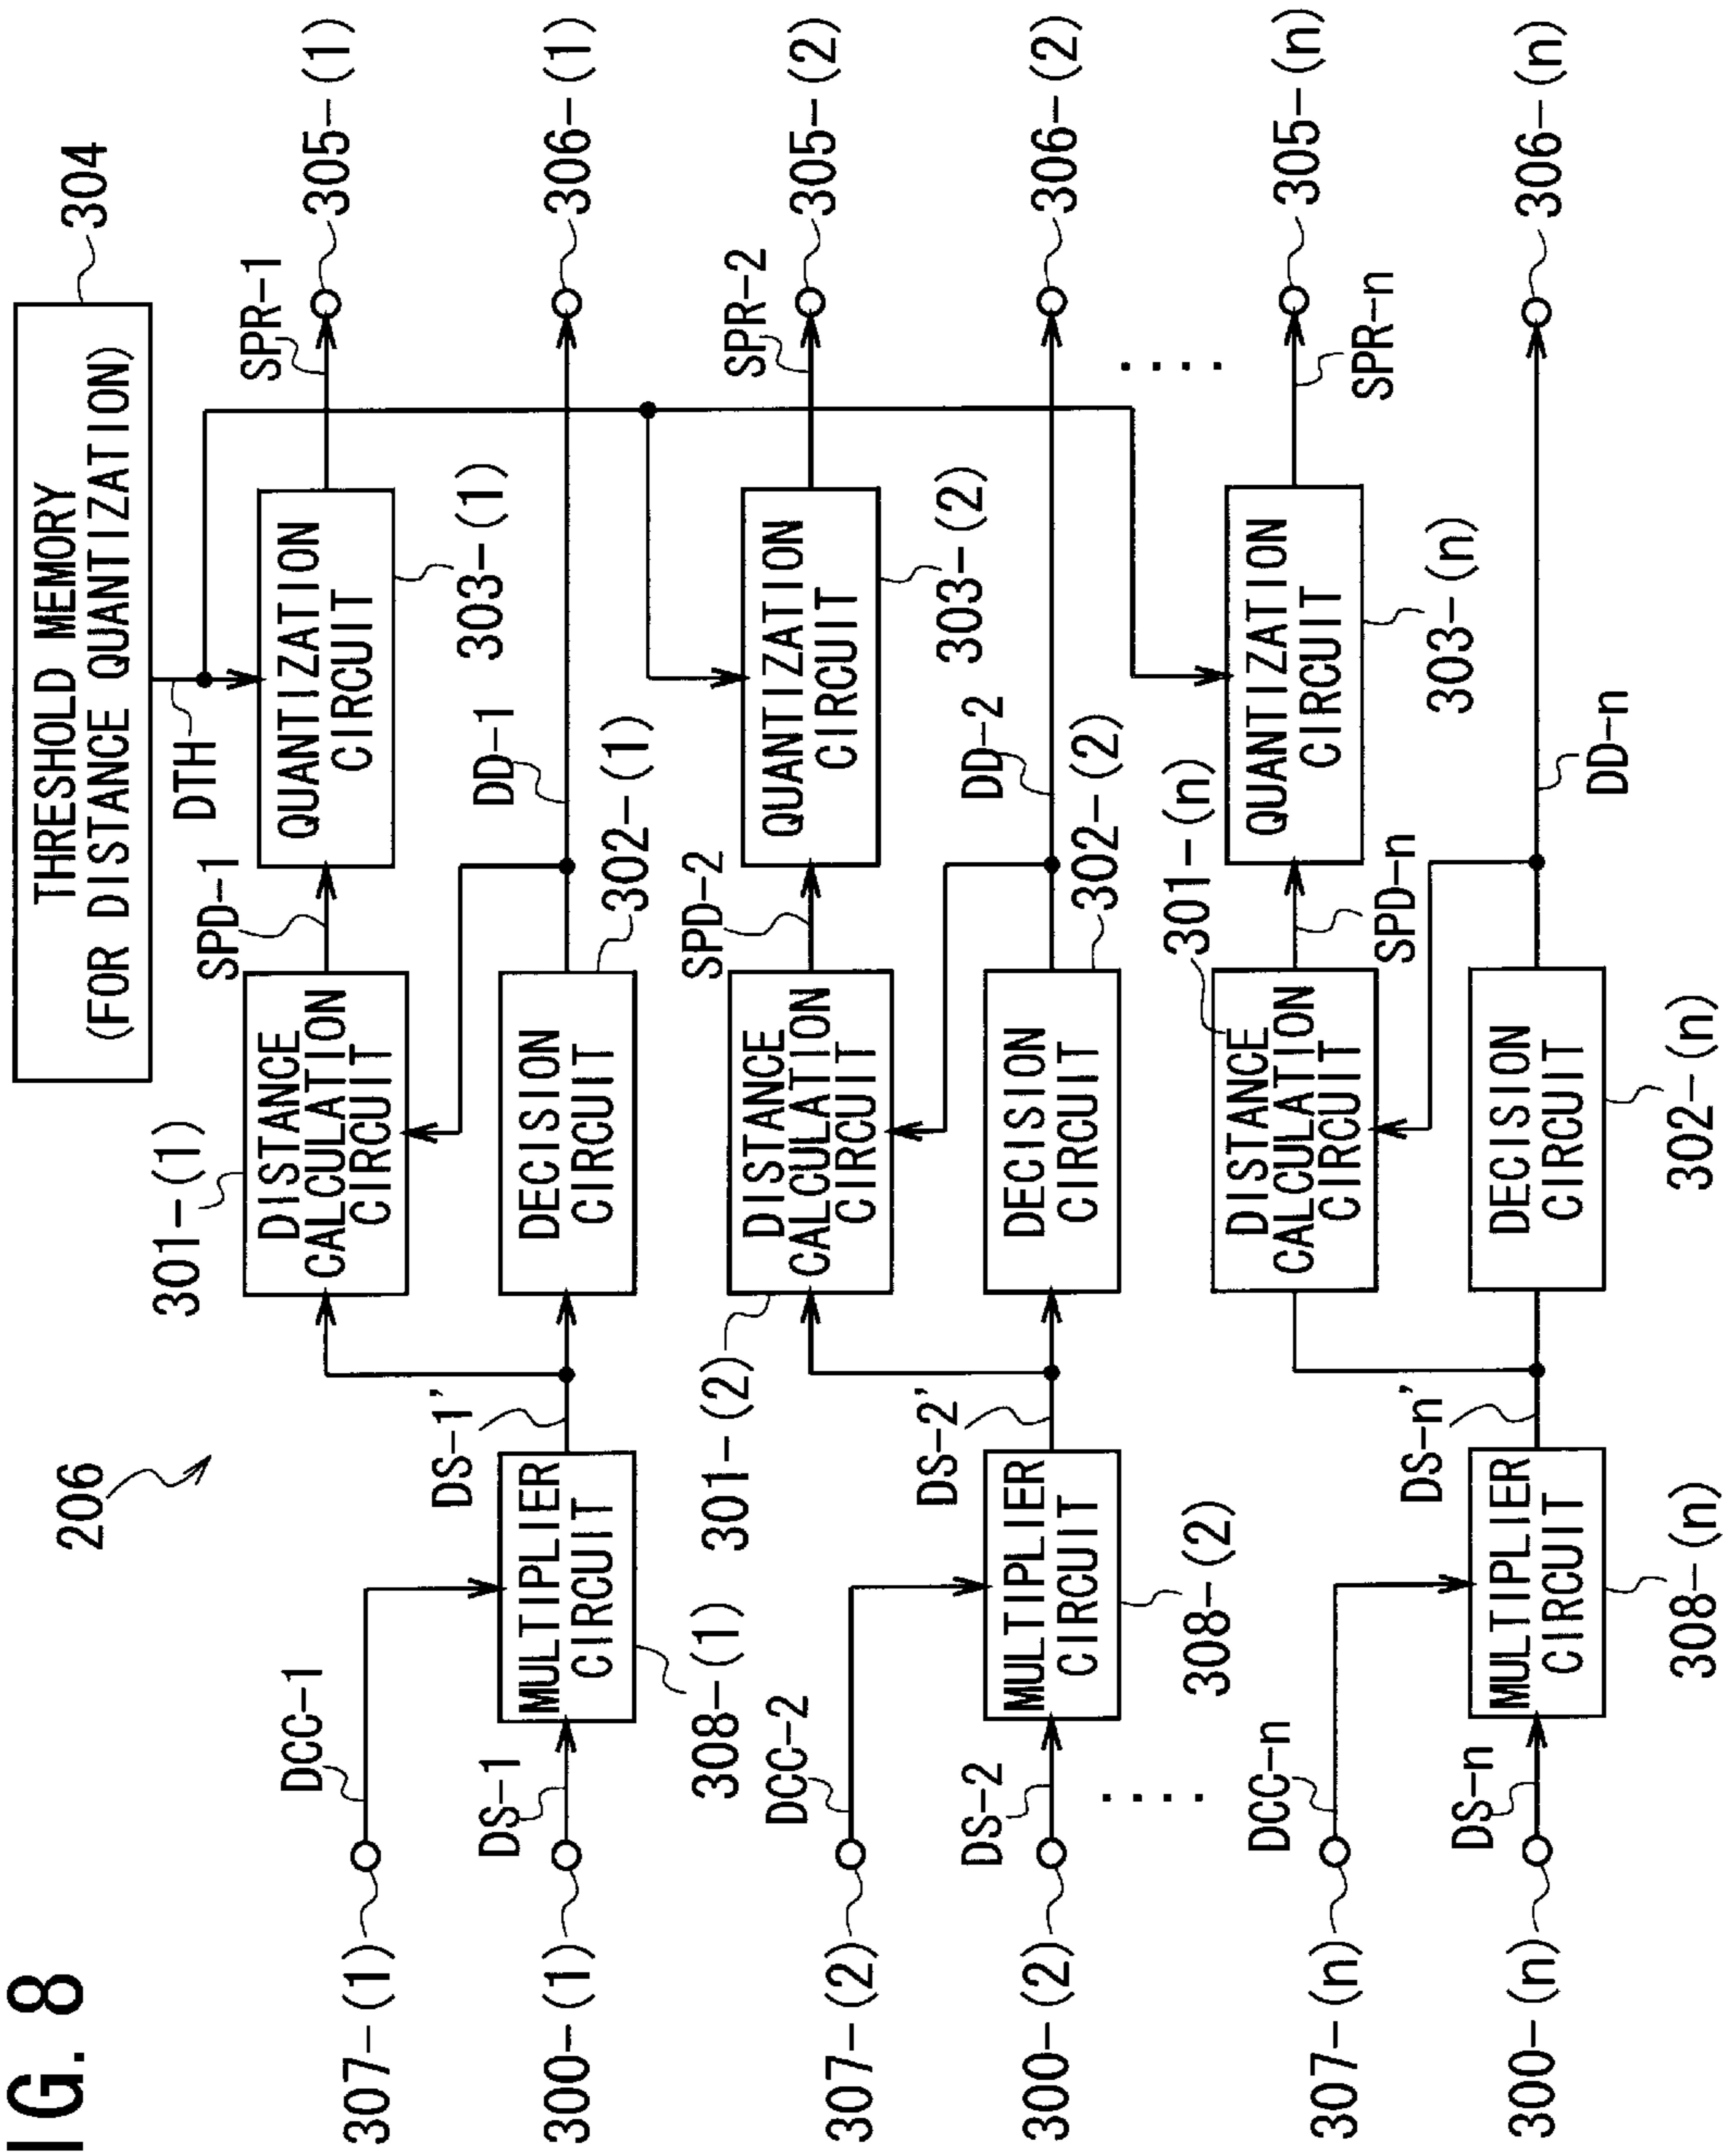 IG. 8
206
THRESHOLD MEMORY
(FOR DISTANCE QUANTIZATION)
304
DTH
307-(1)
DCC-1
301-(1)
DISTANCE
CALCULATION
CIRCUIT
SPD-1
QUANTIZATION
CIRCUIT
303-(1)
SPR-1
305-(1)
300-(1)
DS-1
MULTIPLIER
CIRCUIT
308-(1)
DS-1'
DECISION
CIRCUIT
302-(1)
DD-1
306-(1)
307-(2)
DCC-2
301-(2)
DISTANCE
CALCULATION
CIRCUIT
SPD-2
QUANTIZATION
CIRCUIT
303-(2)
SPR-2
305-(2)
300-(2)
DS-2
MULTIPLIER
CIRCUIT
308-(2)
DS-2'
DECISION
CIRCUIT
302-(2)
DD-2
306-(2)
....
....
307-(n)
DCC-n
301-(n)
DISTANCE
CALCULATION
CIRCUIT
SPD-n
QUANTIZATION
CIRCUIT
303-(n)
SPR-n
305-(n)
300-(n)
DS-n
MULTIPLIER
CIRCUIT
308-(n)
DS-n'
DECISION
CIRCUIT
302-(n)
DD-n
306-(n)